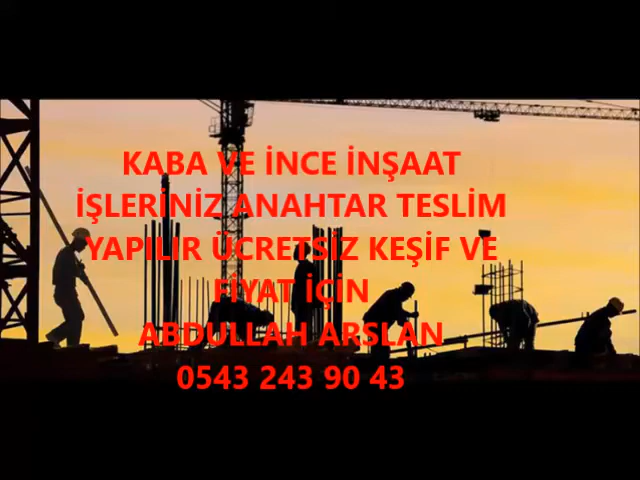 KABA VE İNCE İNŞAAT
İŞLERİNİZ ANAHTAR TESLİM
YAPILIR ÜCRETSİZ KEŞİF VE
FİYAT İÇİN
ABDULLAH ARSLAN
0543 243 90 43